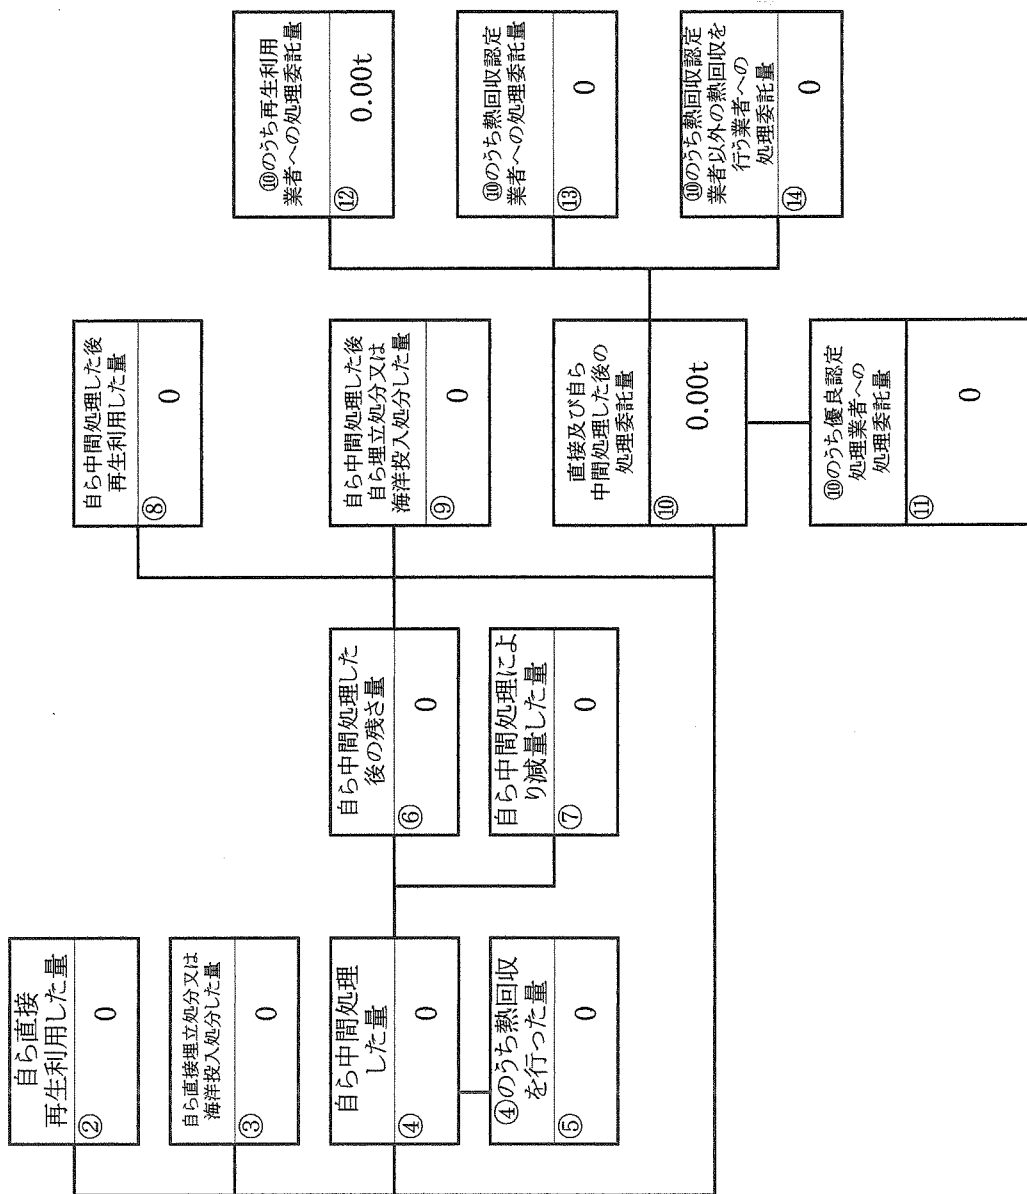 自ら直接
再生利用した量
②
0
自ら直接埋立処分又は
海洋投入処分した量
③
0
自ら中間処理
した量
④
0
④のうち熱回収
を行った量
⑤
0
自ら中間処理した
後の残さ量
⑥
0
自ら中間処理によ
り減量した量
⑦
0
自ら中間処理した後
再生利用した量
⑧
0
自ら中間処理した後
自ら埋立処分又は
海洋投入処分した量
⑨
0
直接及び自ら
中間処理した後の
処理委託量
⑩
0.00t
⑩のうち優良認定
処理業者への
処理委託量
⑪
0
⑩のうち再生利用
業者への処理委託量
⑫
0.00t
⑩のうち熱回収認定
業者への処理委託量
⑬
0
⑩のうち熱回収認定
業者以外の熱回収を
行う業者への
処理委託量
⑭
0